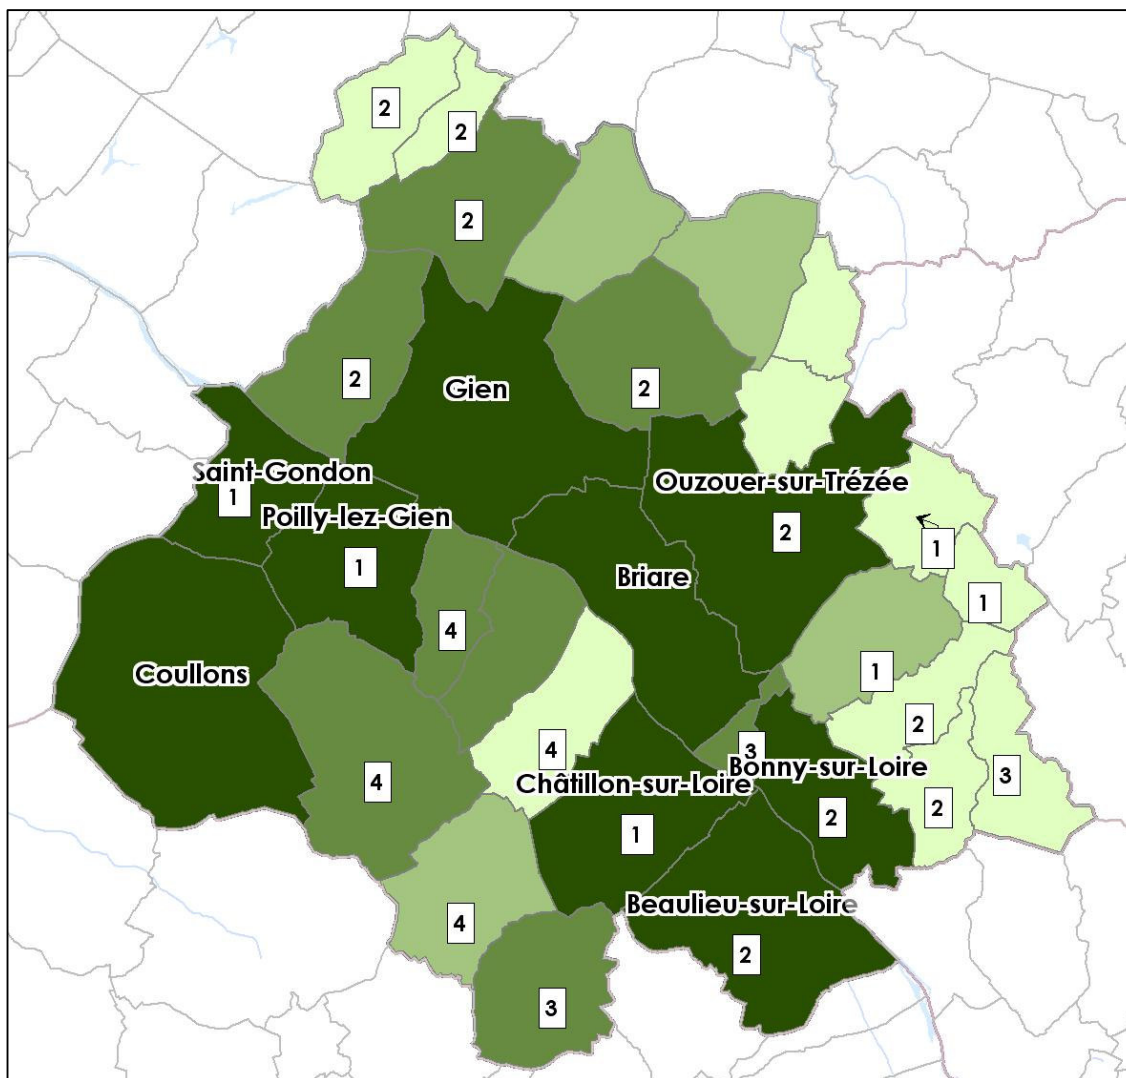 2
2
2
2
Gien
2
Saint-Gondon
Ouzouer-sur-Trézée
1
Poilly-lez-Gien
2
1
1
Briare
1
4
Coullons
1
2
4
3
Bonny-sur-Loire
3
4
Châtillon-sur-Loire
2
2
1
Beaulieu-sur-Loire
4
2
3